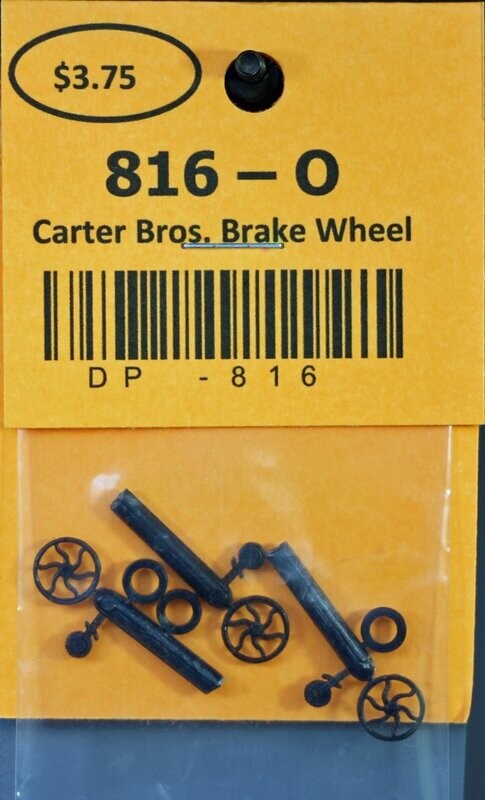 $3.75
816 – O
Carter Bros. Brake Wheel
DP -816